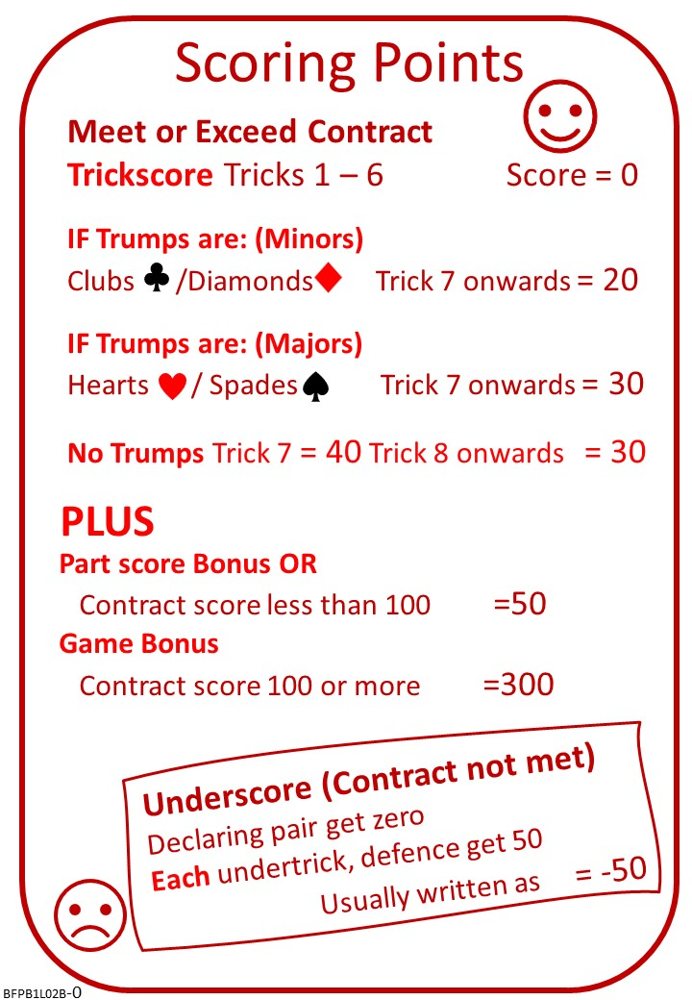 Scoring Points
Meet or Exceed Contract
Trickscore Tricks 1 – 6 Score = 0
IF Trumps are: (Minors)
Clubs ♣ /Diamonds♦ Trick 7 onwards = 20
IF Trumps are: (Majors)
Hearts ♥ / Spades ♠ Trick 7 onwards = 30
No Trumps Trick 7 = 40 Trick 8 onwards = 30
PLUS
Part score Bonus OR
Contract score less than 100 =50
Game Bonus
Contract score 100 or more =300
Underscore (Contract not met)
Declaring pair get zero
Each undertrick, defence get 50
Usually written as = -50
BFPB1L02B-0